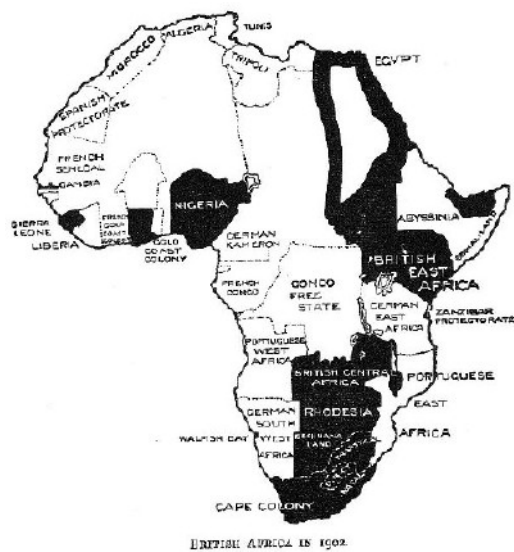 TUNIS
ALGERIA
MOROCCO
TRIPOLI
EGYPT
SPANISH
PROTECTORATE
FRENCH
SENEGAL
GAMBIA
SIERRA
LEONE
LIBERIA
NIGERIA
GOLD
COAST
COLONY
GERMAN
KAMERON
FRENCH
CONGO
CONGO
FREE
STATE
ABYSSINIA
SOMALILAND
BRITISH
EAST
AFRICA
GERMAN
EAST
AFRICA
ZANZIBAR
PROTECTORATE
PORTUGUESE
WEST
AFRICA
BRITISH CENTRAL
AFRICA
PORTUGUESE
EAST
AFRICA
GERMAN
SOUTH
WEST
AFRICA
RHODESIA
WALFISH BAY
LAND
NATAL
CAPE COLONY
BRITISH AFRICA IN 1902